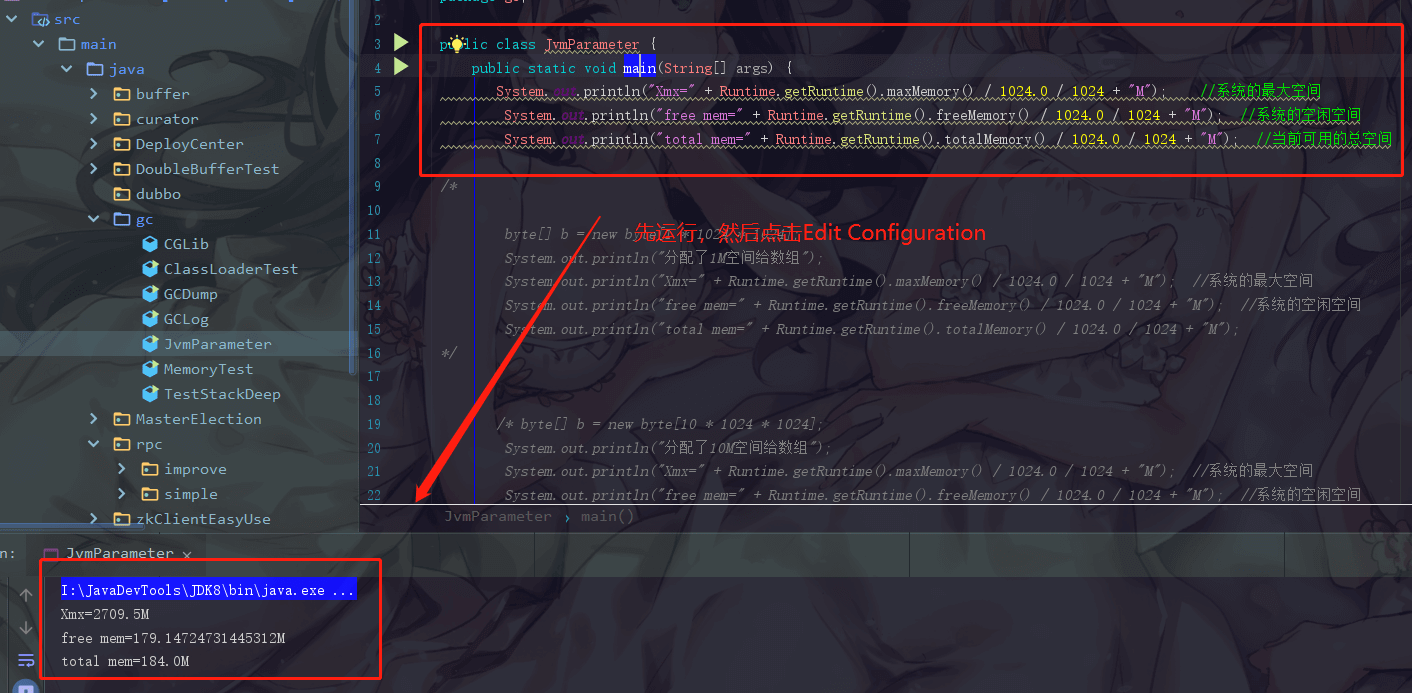 src
main
java
buffer
curator
DeployCenter
DoubleBufferTest
dubbo
gc
CGLib
ClassLoaderTest
GCDump
GCLog
JvmParameter
MemoryTest
TestStackDeep
MasterElection
rpc
improve
simple
zkClientEasyUse
2
3 public class JvmParameter {
4 public static void main(String[] args) {
5 System.out.println("Xmx=" + Runtime.getRuntime().maxMemory() / 1024.0 / 1024 + "M"); //系统的最大空间
6 System.out.println("free mem=" + Runtime.getRuntime().freeMemory() / 1024.0 / 1024 + "M"); //系统的空闲空间
7 System.out.println("total mem=" + Runtime.getRuntime().totalMemory() / 1024.0 / 1024 + "M"); //当前可用的总空间
8
9 /*
10
先运行，然后点击Edit Configuration
11 byte[] b = new byte
12 System.out.println("分配了1M空间给数组");
13 System.out.println("Xmx=" + Runtime.getRuntime().maxMemory() / 1024.0 / 1024 + "M"); //系统的最大空间
14 System.out.println("free mem=" + Runtime.getRuntime().freeMemory() / 1024.0 / 1024 + "M"); //系统的空闲空间
15 System.out.println("total mem=" + Runtime.getRuntime().totalMemory() / 1024.0 / 1024 + "M");
16 */
17
18
19 /* byte[] b = new byte[10 * 1024 * 1024];
20 System.out.println("分配了10M空间给数组");
21 System.out.println("Xmx=" + Runtime.getRuntime().maxMemory() / 1024.0 / 1024 + "M"); //系统的最大空间
22 System.out.println("free mem=" + Runtime.getRuntime().freeMemory() / 1024.0 / 1024 + "M"); //系统的空闲空间
JvmParameter › main()
n: JvmParameter ×
I:\JavaDevTools\JDK8\bin\java.exe ...
Xmx=2709.5M
free mem=179.14724731445312M
total mem=184.0M